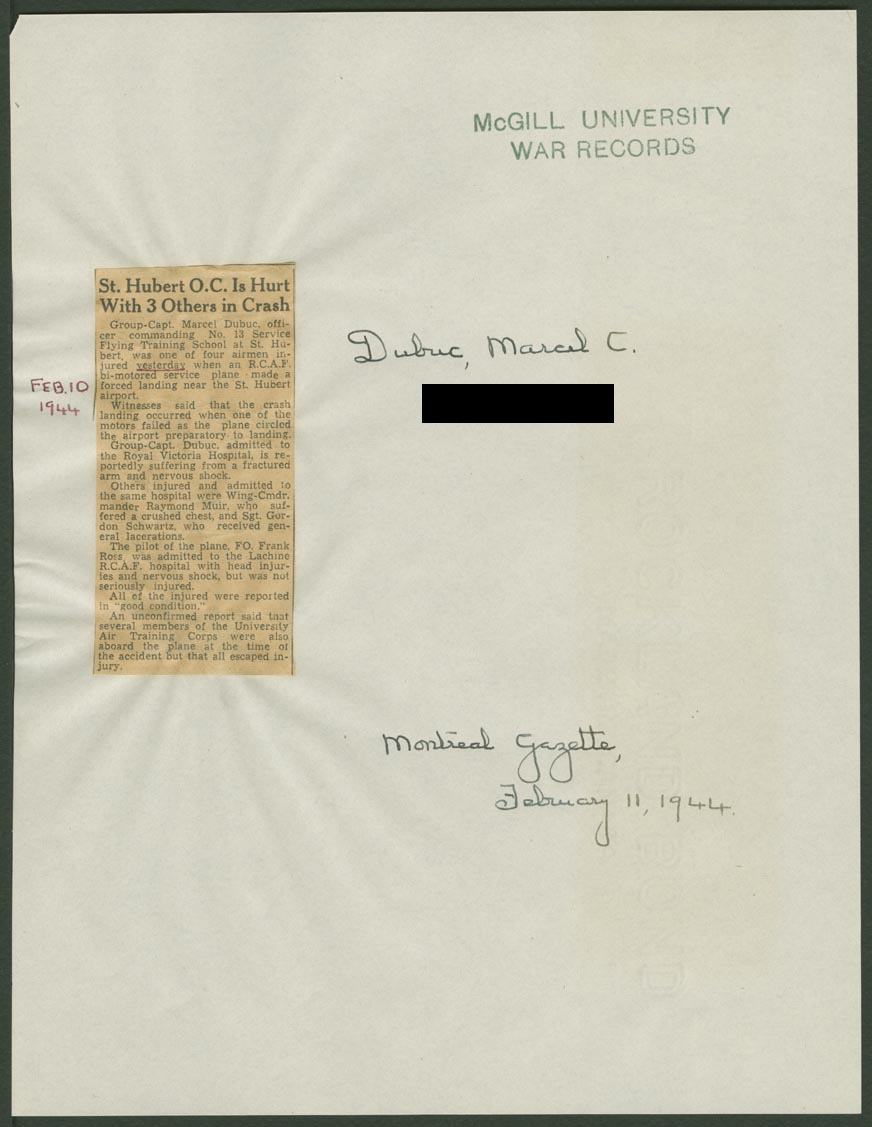 McGILL UNIVERSITY
WAR RECORDS
St. Hubert O.C. Is Hurt
With 3 Others in Crash
Group-Capt. Marcel Dubuc, offi-
cer commanding No. 13 Service
Flying Training School at St. Hu-
bert, was one of four airmen in-
jured yesterday when an R.C.A.F.
bi-motored service plane made a
forced landing near the St. Hubert
airport.
Witnesses said that the crash
landing occurred when one of the
motors failed as the plane circled
the airport preparatory to landing.
Group-Capt. Dubuc, admitted to
the Royal Victoria Hospital, is re-
portedly suffering from a fractured
arm and nervous shock.
Others injured and admitted to
the same hospital were Wing-Cmdr.
mander Raymond Muir, who suf-
fered a crushed chest, and Sgt. Gor-
don Schwartz, who received gen-
eral lacerations.
The pilot of the plane, FO. Frank
Ross, was admitted to the Lachine
R.C.A.F. hospital with head injur-
ies and nervous shock, but was not
seriously injured.
All of the injured were reported
in "good condition."
An unconfirmed report said that
several members of the University
Air Training Corps were also
aboard the plane at the time of
the accident but that all escaped in-
jury.
FEB. 10
1944
Dubuc, Marcel C.
Montreal Gazette,
February 11, 1944.